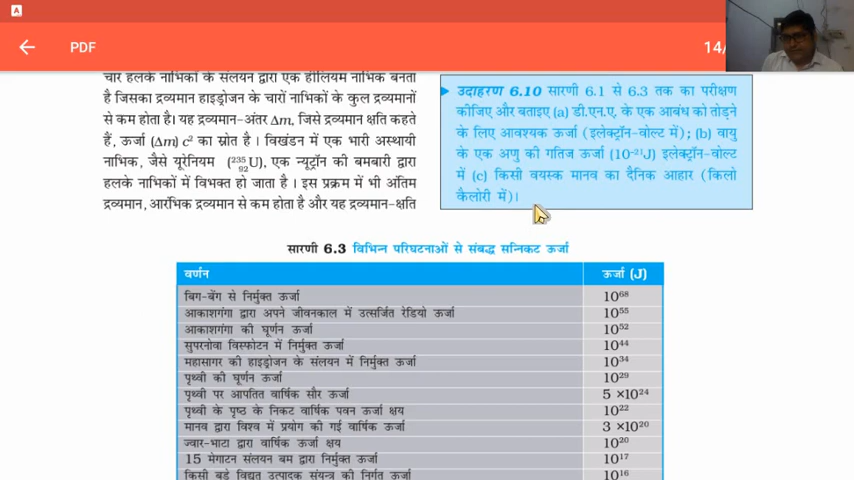 A
PDF
14/
चार हलके नाभिकों के संलयन द्वारा एक हीलियम नाभिक बनता
है जिसका द्रव्यमान हाइड्रोजन के चारों नाभिकों के कुल द्रव्यमानों
से कम होता है। यह द्रव्यमान-अंतर Δm, जिसे द्रव्यमान क्षति कहते
हैं, ऊर्जा (Δm) c² का स्रोत है । विखंडन में एक भारी अस्थायी
नाभिक, जैसे यूरेनियम (²³⁵₉₂U), एक न्यूट्रॉन की बमबारी द्वारा
हलके नाभिकों में विभक्त हो जाता है । इस प्रक्रम में भी अंतिम
द्रव्यमान, आरंभिक द्रव्यमान से कम होता है और यह द्रव्यमान-क्षति
उदाहरण 6.10 सारणी 6.1 से 6.3 तक का परीक्षण
कीजिए और बताइए (a) डी.एन.ए. के एक आबंध को तोड़ने
के लिए आवश्यक ऊर्जा (इलेक्ट्रॉन-वोल्ट में); (b) वायु
के एक अणु की गतिज ऊर्जा (10⁻²¹J) इलेक्ट्रॉन-वोल्ट
में (c) किसी वयस्क मानव का दैनिक आहार (किलो
कैलोरी में)।
सारणी 6.3 विभिन्न परिघटनाओं से संबद्ध सन्निकट ऊर्जा
वर्णन ऊर्जा (J)
बिग-बैंग से निर्मुक्त ऊर्जा 10⁶⁸
आकाशगंगा द्वारा अपने जीवनकाल में उत्सर्जित रेडियो ऊर्जा 10⁵⁵
आकाशगंगा की घूर्णन ऊर्जा 10⁵²
सुपरनोवा विस्फोटन में निर्मुक्त ऊर्जा 10⁴⁴
महासागर की हाइड्रोजन के संलयन में निर्मुक्त ऊर्जा 10³⁴
पृथ्वी की घूर्णन ऊर्जा 10²⁹
पृथ्वी पर आपतित वार्षिक सौर ऊर्जा 5 ×10²⁴
पृथ्वी के पृष्ठ के निकट वार्षिक पवन ऊर्जा क्षय 10²²
मानव द्वारा विश्व में प्रयोग की गई वार्षिक ऊर्जा 3 ×10²⁰
ज्वार-भाटा द्वारा वार्षिक ऊर्जा क्षय 10²⁰
15 मेगाटन संलयन बम द्वारा निर्मुक्त ऊर्जा 10¹⁷
किसी बड़े विद्युत उत्पादक संयन्त्र की निर्गत ऊर्जा 10¹⁶